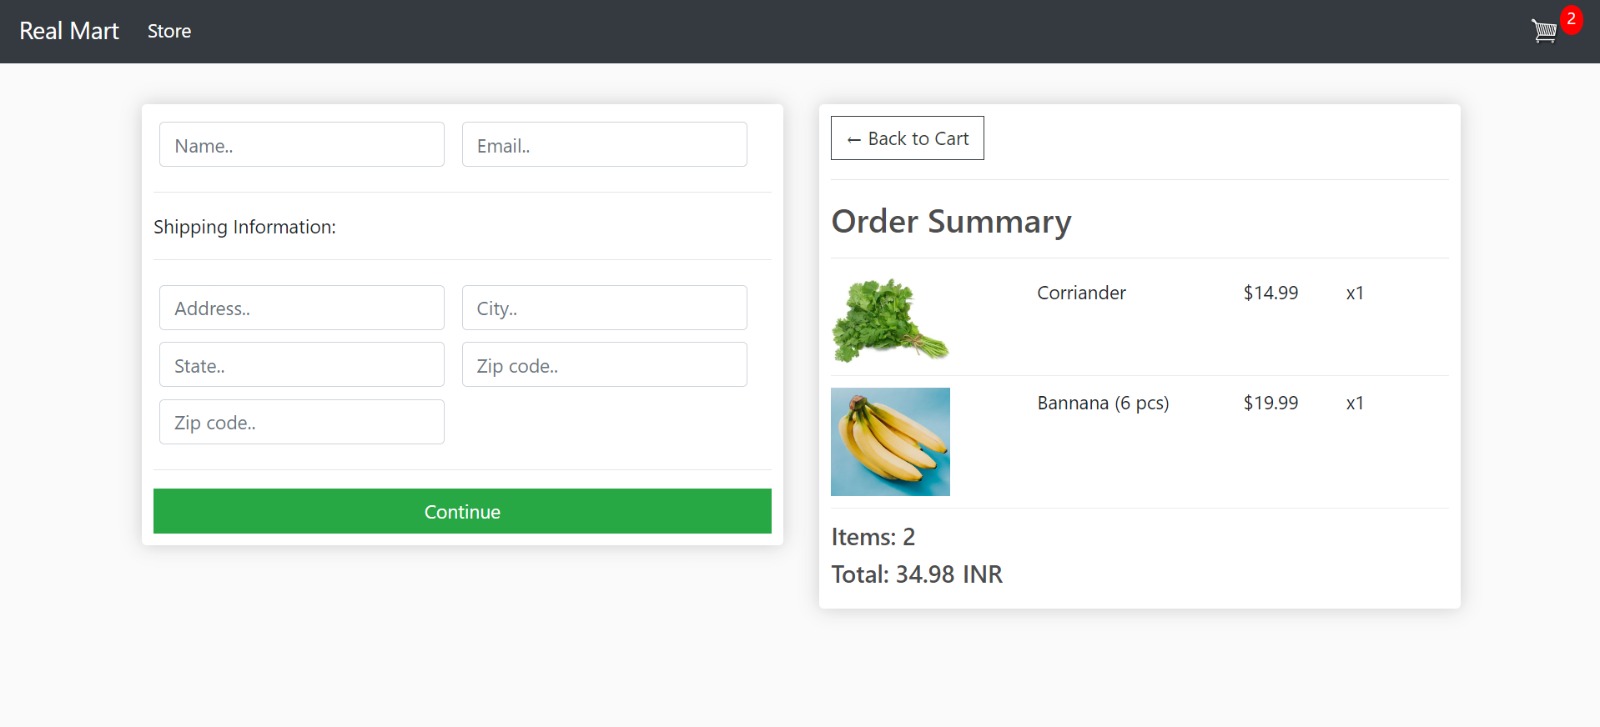 Real Mart Store 2
Name.. Email..
Shipping Information:
Address.. City..
State.. Zip code..
Zip code..
Continue
← Back to Cart
Order Summary
Corriander $14.99 x1
Bannana (6 pcs) $19.99 x1
Items: 2
Total: 34.98 INR